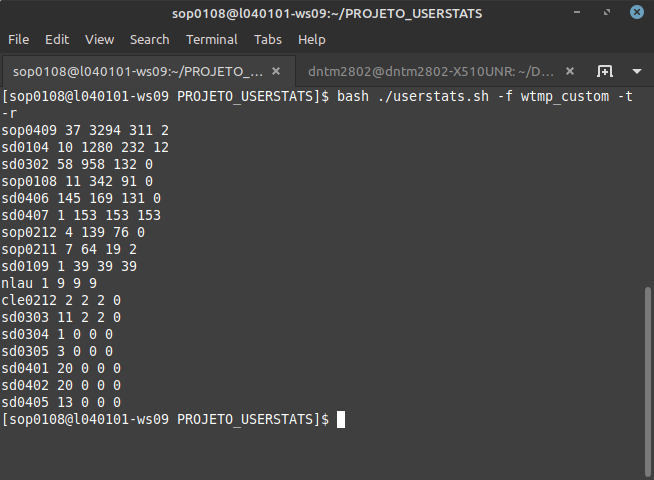 sop0108@l040101-ws09:~/PROJETO_USERSTATS
File Edit View Search Terminal Tabs Help
sop0108@l040101-ws09:~/PROJETO_... × dntm2802@dntm2802-X510UNR: ~/D... ×
[sop0108@l040101-ws09 PROJETO_USERSTATS]$ bash ./userstats.sh -f wtmp_custom -t
-r
sop0409 37 3294 311 2
sd0104 10 1280 232 12
sd0302 58 958 132 0
sop0108 11 342 91 0
sd0406 145 169 131 0
sd0407 1 153 153 153
sop0212 4 139 76 0
sop0211 7 64 19 2
sd0109 1 39 39 39
nlau 1 9 9 9
cle0212 2 2 2 0
sd0303 11 2 2 0
sd0304 1 0 0 0
sd0305 3 0 0 0
sd0401 20 0 0 0
sd0402 20 0 0 0
sd0405 13 0 0 0
[sop0108@l040101-ws09 PROJETO_USERSTATS]$